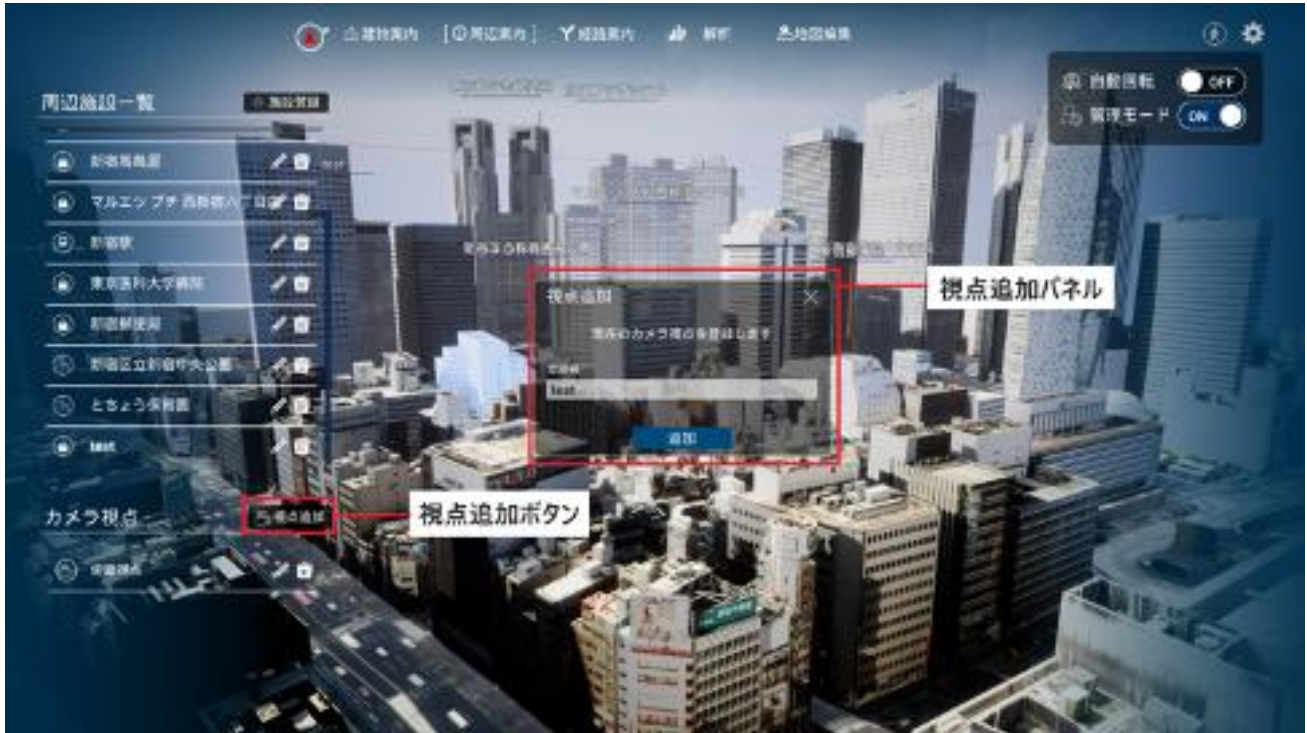 建物案内 [周辺案内] 経路案内 解析 地図編集
自動回転 OFF
管理モード ON
周辺施設一覧 施設登録
新宿高島屋
マルエツ プチ 西新宿六丁目店
新宿駅
東京医科大学病院
新宿郵便局
新宿区立新宿中央公園
とちょう保育園
test
視点追加
現在のカメラ視点を登録します
test
追加
視点追加パネル
カメラ視点 視点追加
視点追加ボタン